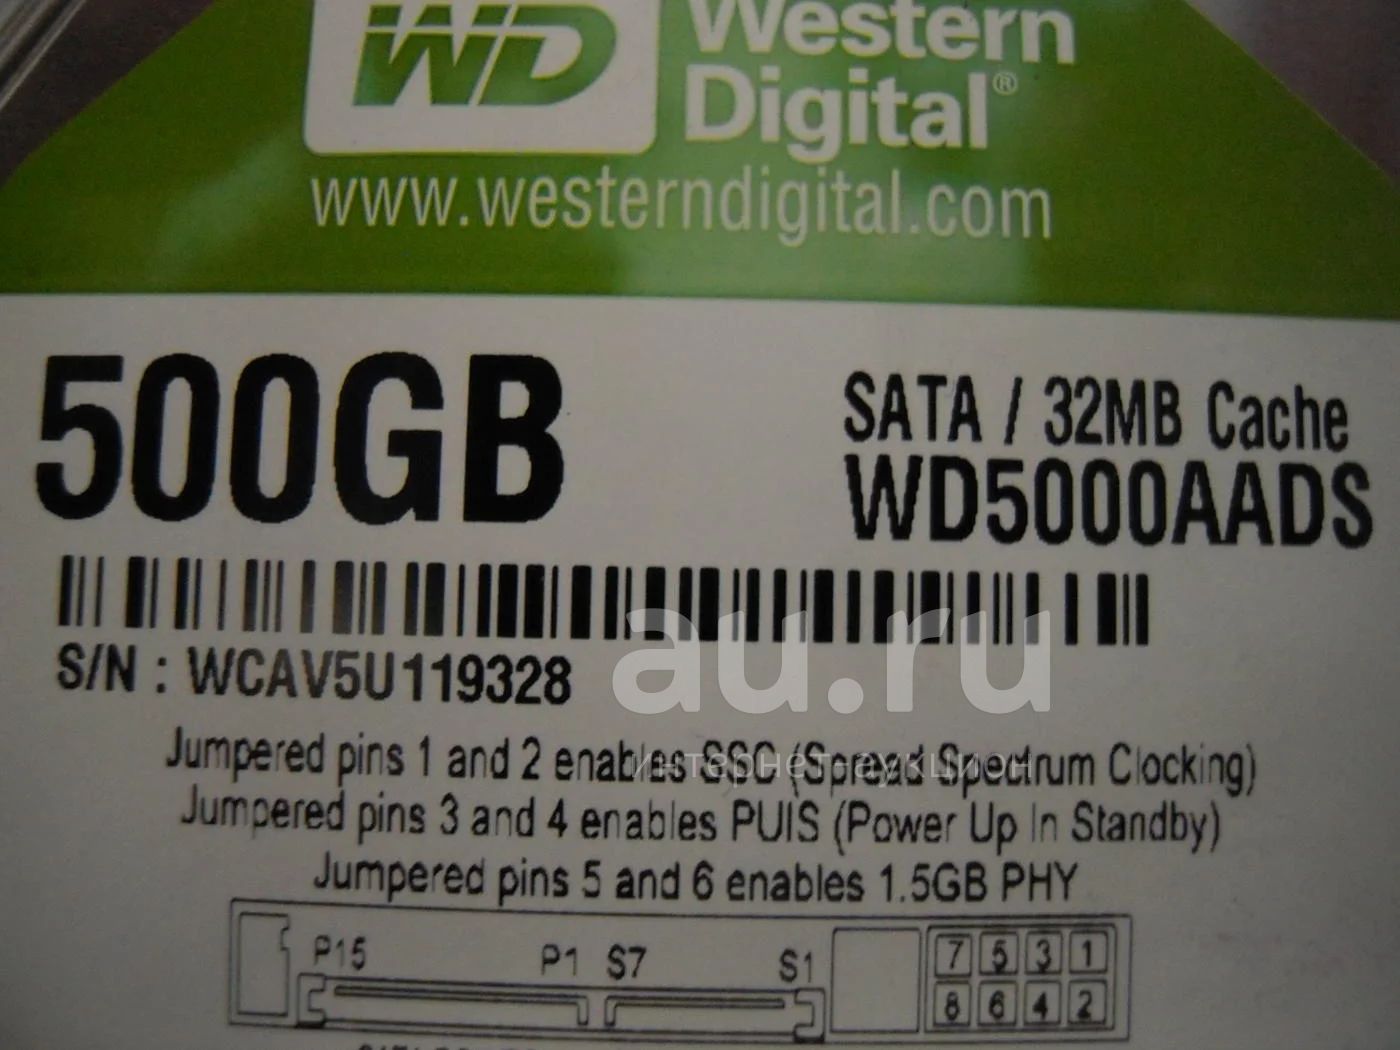 WD Western
Digital®
www.westerndigital.com
500GB
SATA / 32MB Cache
WD5000AADS
S/N : WCAV5U119328
au.ru
интернет-аукцион
Jumpered pins 1 and 2 enables SSC (Spread Spectrum Clocking)
Jumpered pins 3 and 4 enables PUIS (Power Up In Standby)
Jumpered pins 5 and 6 enables 1.5GB PHY
P15 P1 S7 S1
7 5 3 1
8 6 4 2